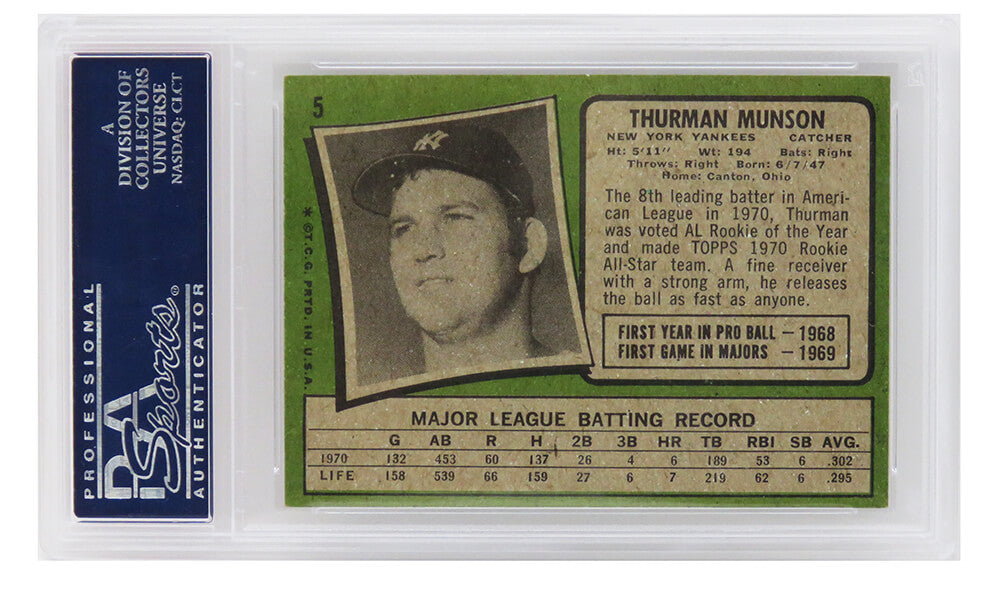 A
DIVISION OF
COLLECTORS
UNIVERSE
NASDAQ: CLCT
PROFESSIONAL
PSA
Sports®
AUTHENTICATOR
5
NY
*©T.C.G. PRTD. IN U.S.A.
THURMAN MUNSON
NEW YORK YANKEES CATCHER
Ht: 5'11" Wt: 194 Bats: Right
Throws: Right Born: 6/7/47
Home: Canton, Ohio
The 8th leading batter in Ameri-
can League in 1970, Thurman
was voted AL Rookie of the Year
and made TOPPS 1970 Rookie
All-Star team. A fine receiver
with a strong arm, he releases
the ball as fast as anyone.
FIRST YEAR IN PRO BALL — 1968
FIRST GAME IN MAJORS — 1969
MAJOR LEAGUE BATTING RECORD
G AB R H 2B 3B HR TB RBI SB AVG.
1970 132 453 60 137 26 4 6 189 53 6 .302
LIFE 158 539 66 159 27 6 7 219 62 6 .295